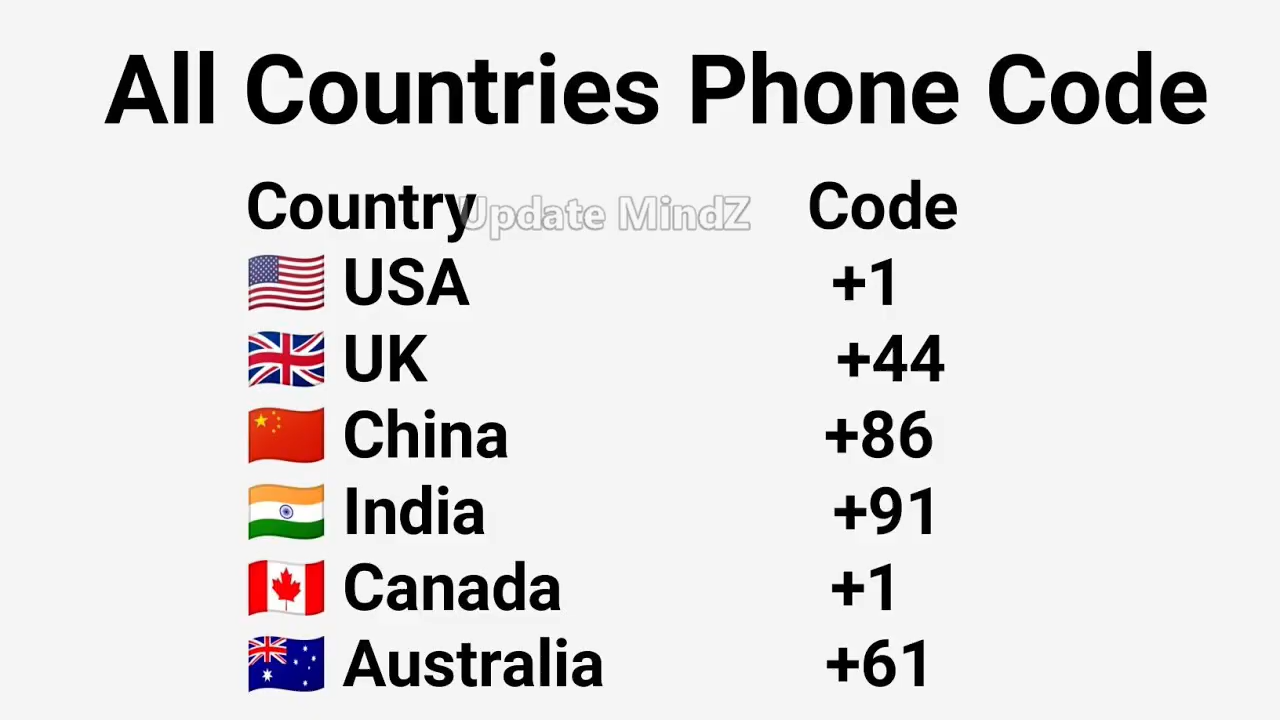 All Countries Phone Code
Country Update MindZ Code
🇺🇸 USA +1
🇬🇧 UK +44
🇨🇳 China +86
🇮🇳 India +91
🇨🇦 Canada +1
🇦🇺 Australia +61